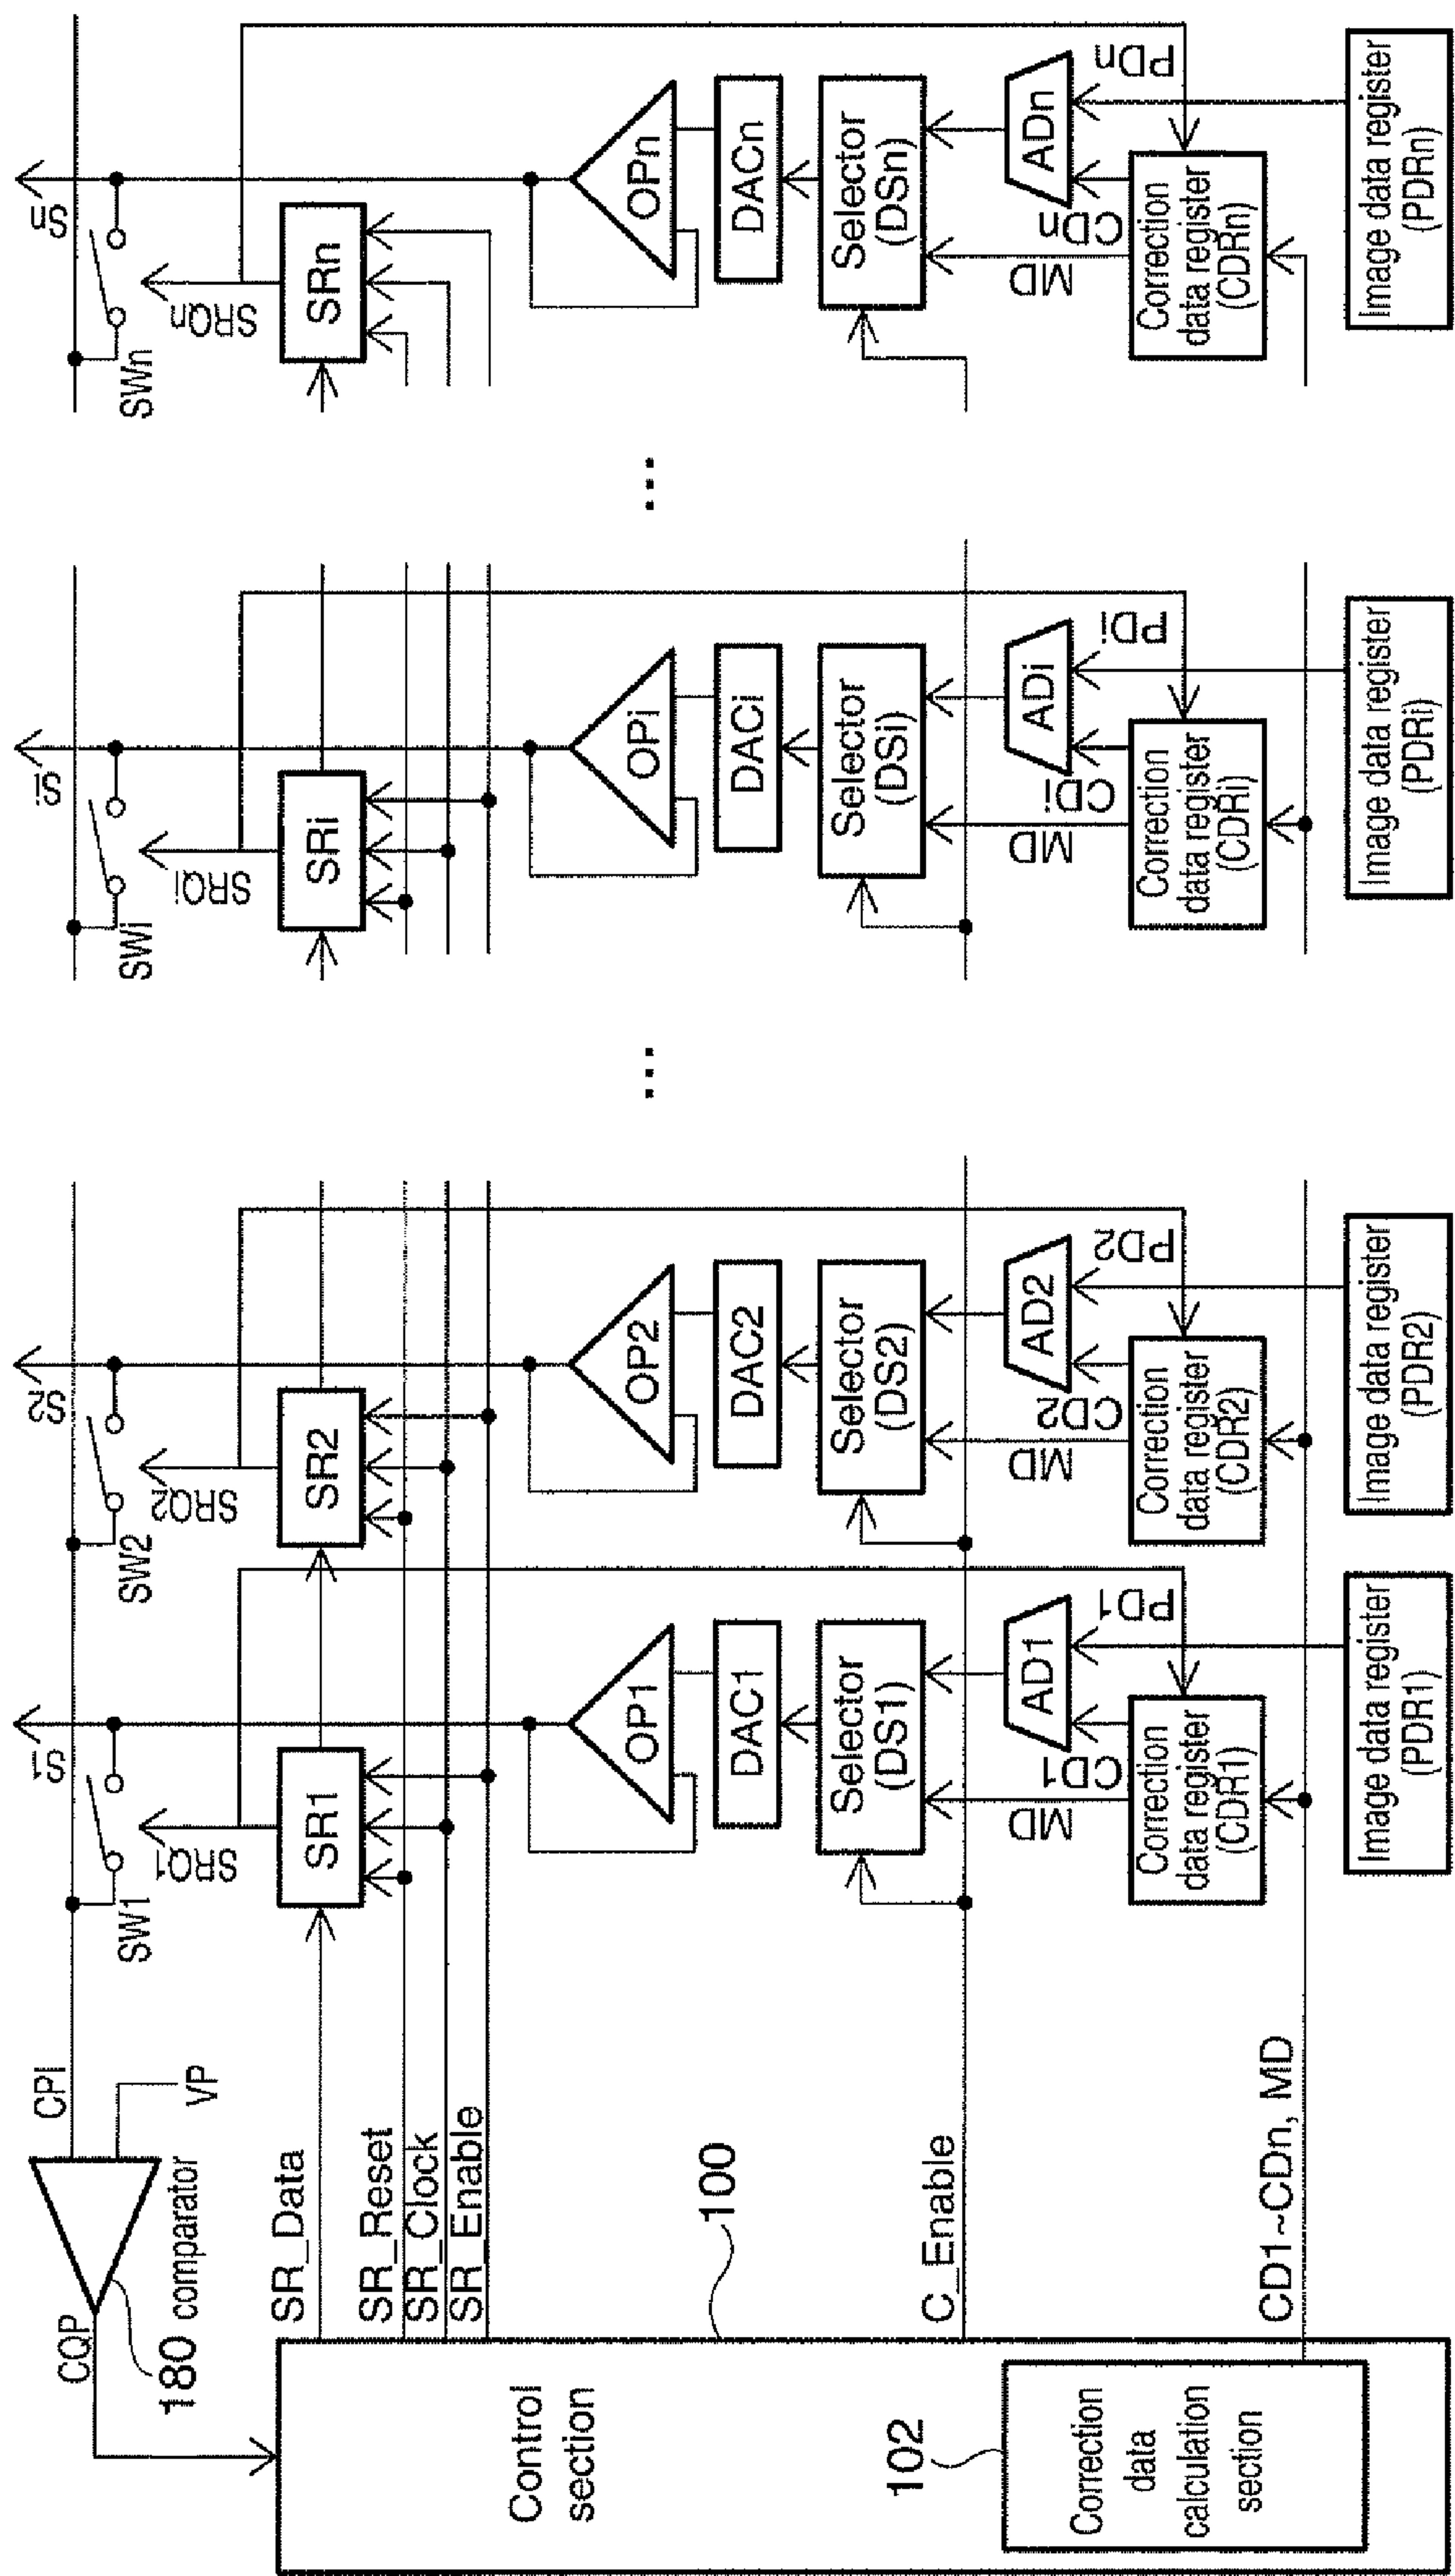 CQP
180 comparator
CPI
VP
SR_Data
SR_Reset
SR_Clock
SR_Enable
100
C_Enable
CD1~CDn, MD
Control
section
102
Correction
data
calculation
section
S1
SW1
SRQ1
SR1
OP1
DAC1
Selector
(DS1)
AD1
MD
CD1
PD1
Correction
data register
(CDR1)
Image data register
(PDR1)
S2
SW2
SRQ2
SR2
OP2
DAC2
Selector
(DS2)
AD2
MD
CD2
PD2
Correction
data register
(CDR2)
Image data register
(PDR2)
...
Si
SWi
SRQi
SRi
OPi
DACi
Selector
(DSi)
ADi
MD
CDi
PDi
Correction
data register
(CDRi)
Image data register
(PDRi)
...
Sn
SWn
SRQn
SRn
OPn
DACn
Selector
(DSn)
ADn
MD
CDn
PDn
Correction
data register
(CDRn)
Image data register
(PDRn)